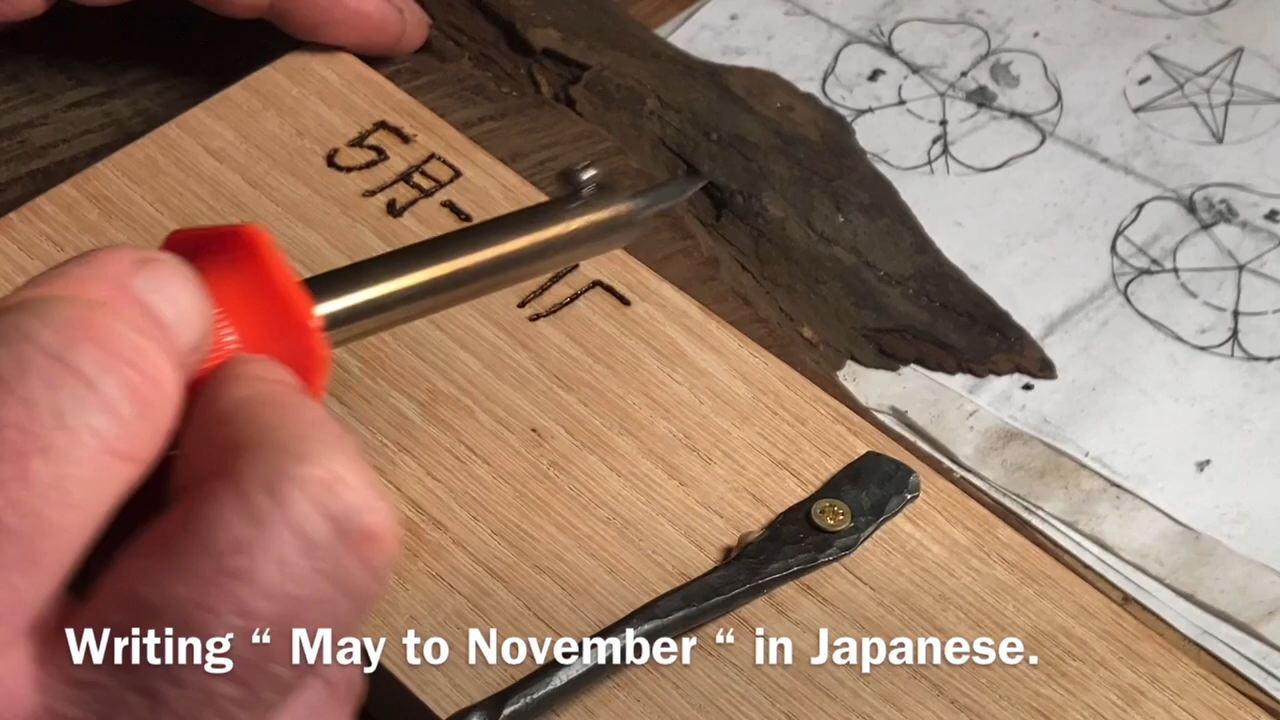 5月-
Writing “ May to November “ in Japanese.